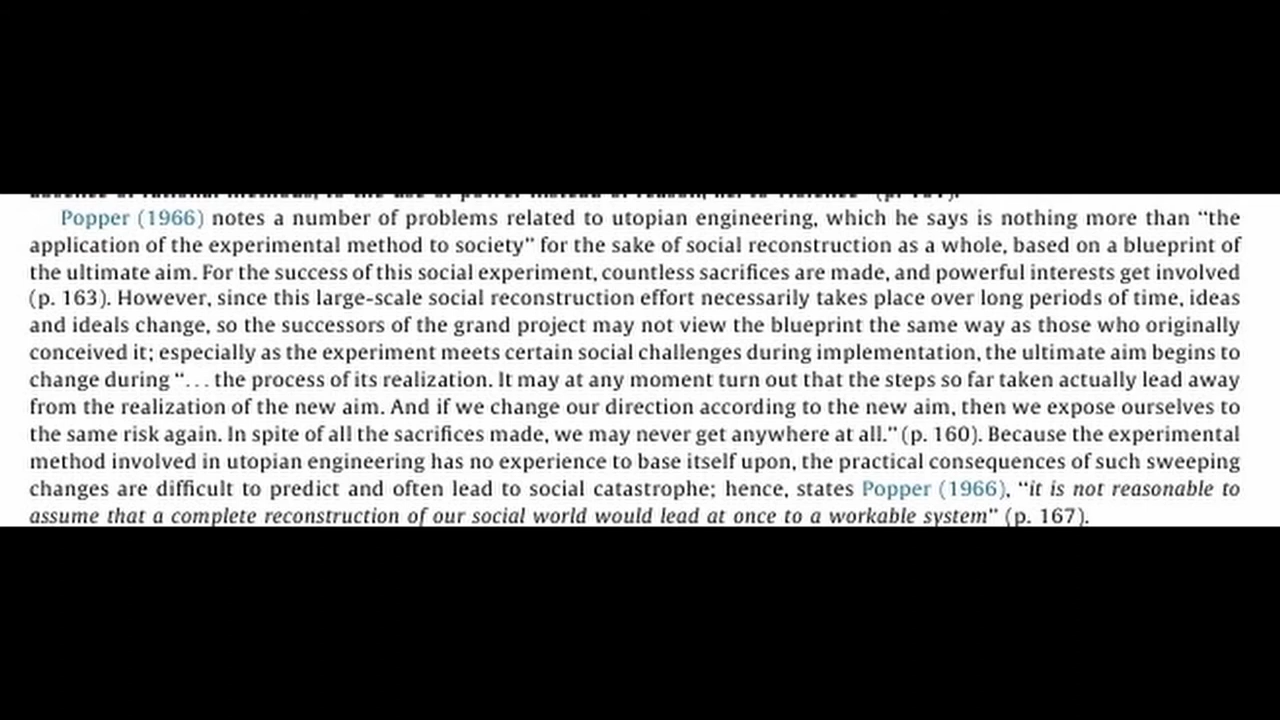 Popper (1966) notes a number of problems related to utopian engineering, which he says is nothing more than “the
application of the experimental method to society” for the sake of social reconstruction as a whole, based on a blueprint of
the ultimate aim. For the success of this social experiment, countless sacrifices are made, and powerful interests get involved
(p. 163). However, since this large-scale social reconstruction effort necessarily takes place over long periods of time, ideas
and ideals change, so the successors of the grand project may not view the blueprint the same way as those who originally
conceived it; especially as the experiment meets certain social challenges during implementation, the ultimate aim begins to
change during “... the process of its realization. It may at any moment turn out that the steps so far taken actually lead away
from the realization of the new aim. And if we change our direction according to the new aim, then we expose ourselves to
the same risk again. In spite of all the sacrifices made, we may never get anywhere at all.” (p. 160). Because the experimental
method involved in utopian engineering has no experience to base itself upon, the practical consequences of such sweeping
changes are difficult to predict and often lead to social catastrophe; hence, states Popper (1966), “it is not reasonable to
assume that a complete reconstruction of our social world would lead at once to a workable system” (p. 167).